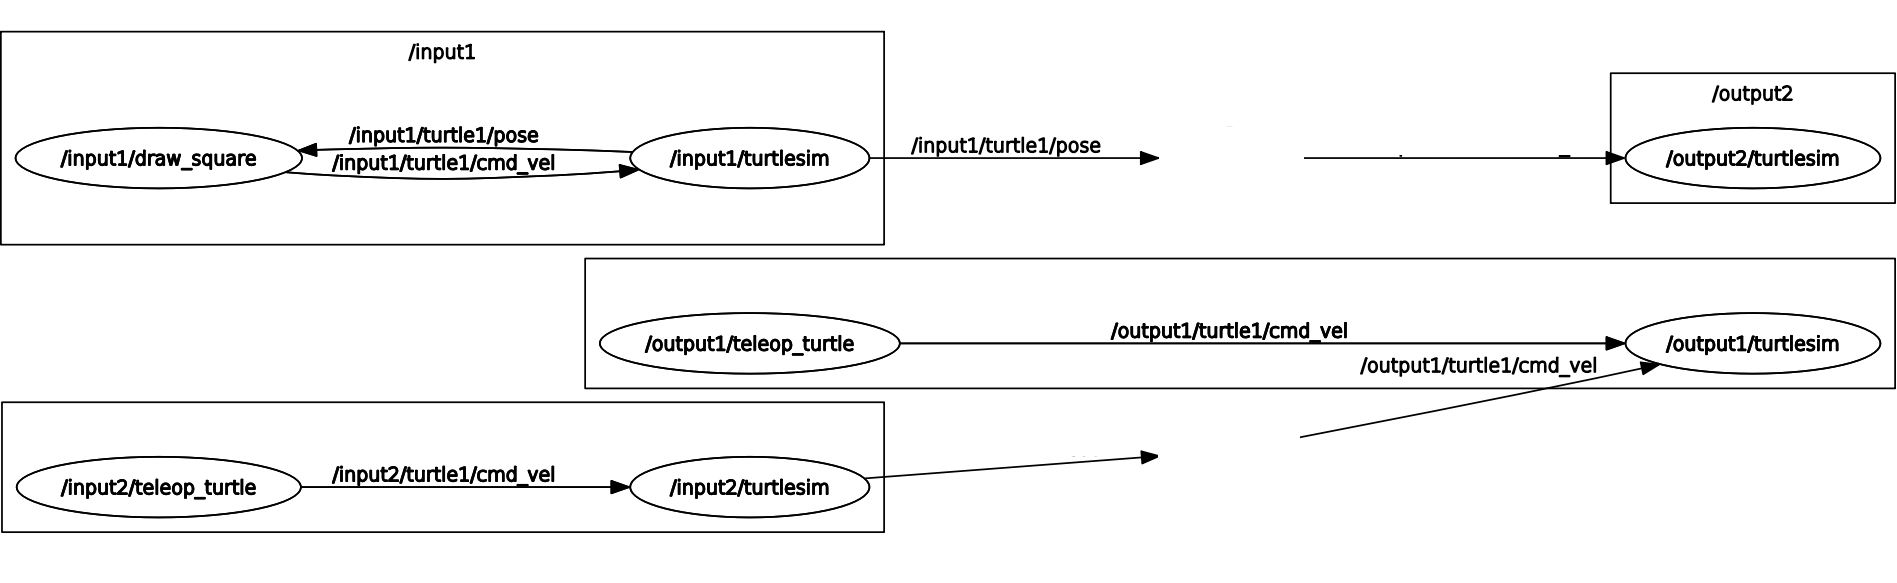 /input1
/input1/draw_square
/input1/turtle1/pose
/input1/turtle1/cmd_vel
/input1/turtlesim
/input1/turtle1/pose
/output2
/output2/turtlesim
/output1/teleop_turtle
/output1/turtle1/cmd_vel
/output1/turtlesim
/output1/turtle1/cmd_vel
/input2/teleop_turtle
/input2/turtle1/cmd_vel
/input2/turtlesim